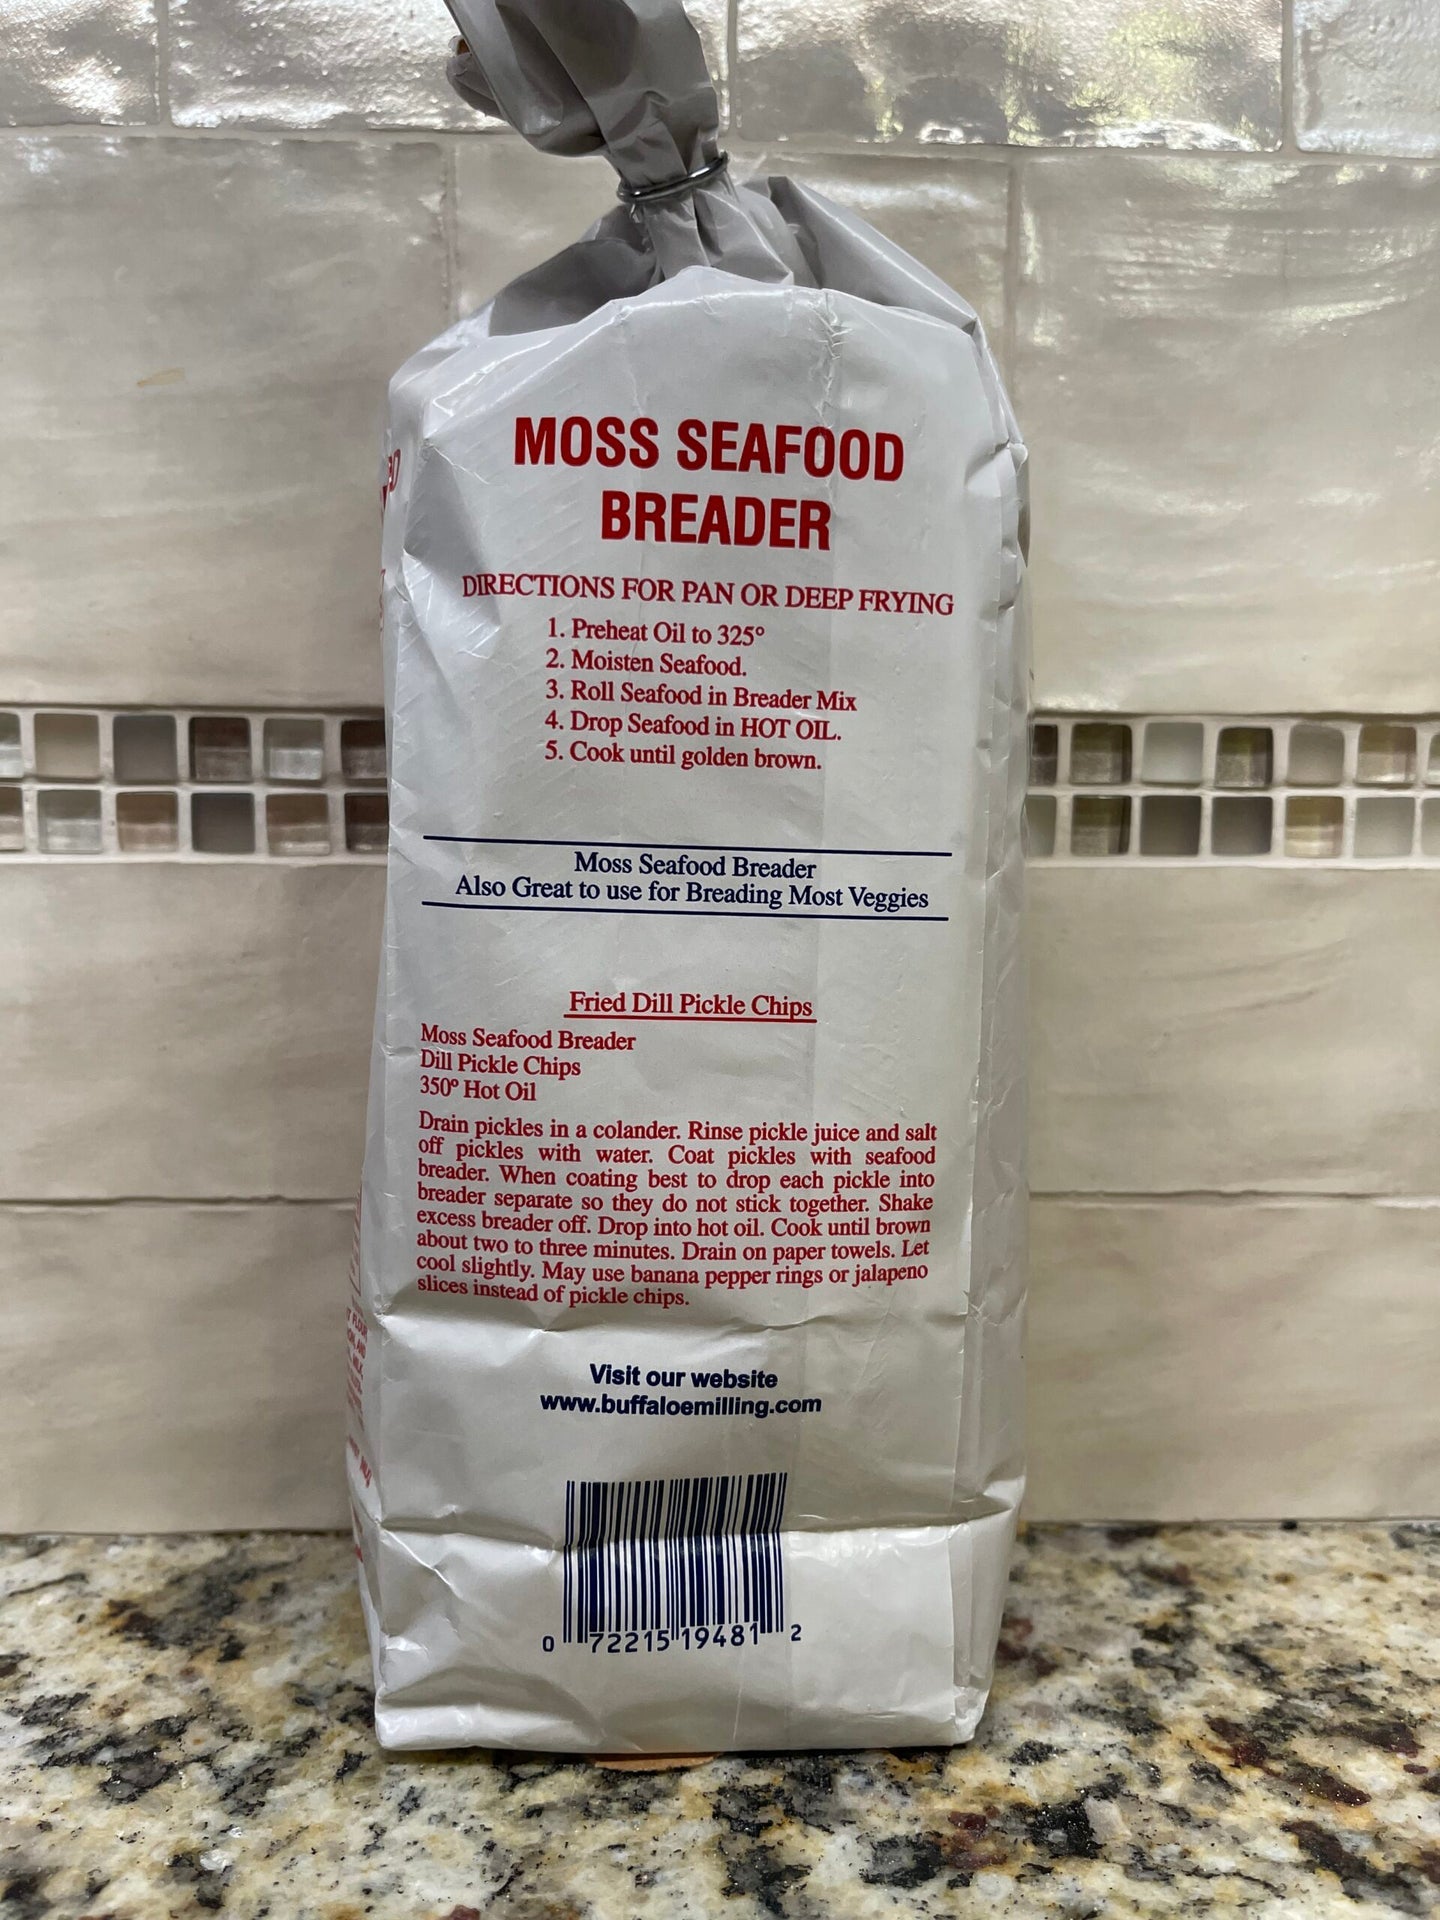 MOSS SEAFOOD
BREADER
DIRECTIONS FOR PAN OR DEEP FRYING
1. Preheat Oil to 325°
2. Moisten Seafood.
3. Roll Seafood in Breader Mix
4. Drop Seafood in HOT OIL.
5. Cook until golden brown.
Moss Seafood Breader
Also Great to use for Breading Most Veggies
Fried Dill Pickle Chips
Moss Seafood Breader
Dill Pickle Chips
350° Hot Oil
Drain pickles in a colander. Rinse pickle juice and salt
off pickles with water. Coat pickles with seafood
breader. When coating best to drop each pickle into
breader separate so they do not stick together. Shake
excess breader off. Drop into hot oil. Cook until brown
about two to three minutes. Drain on paper towels. Let
cool slightly. May use banana pepper rings or jalapeno
slices instead of pickle chips.
Visit our website
www.buffaloemilling.com
0 72215 19481 2